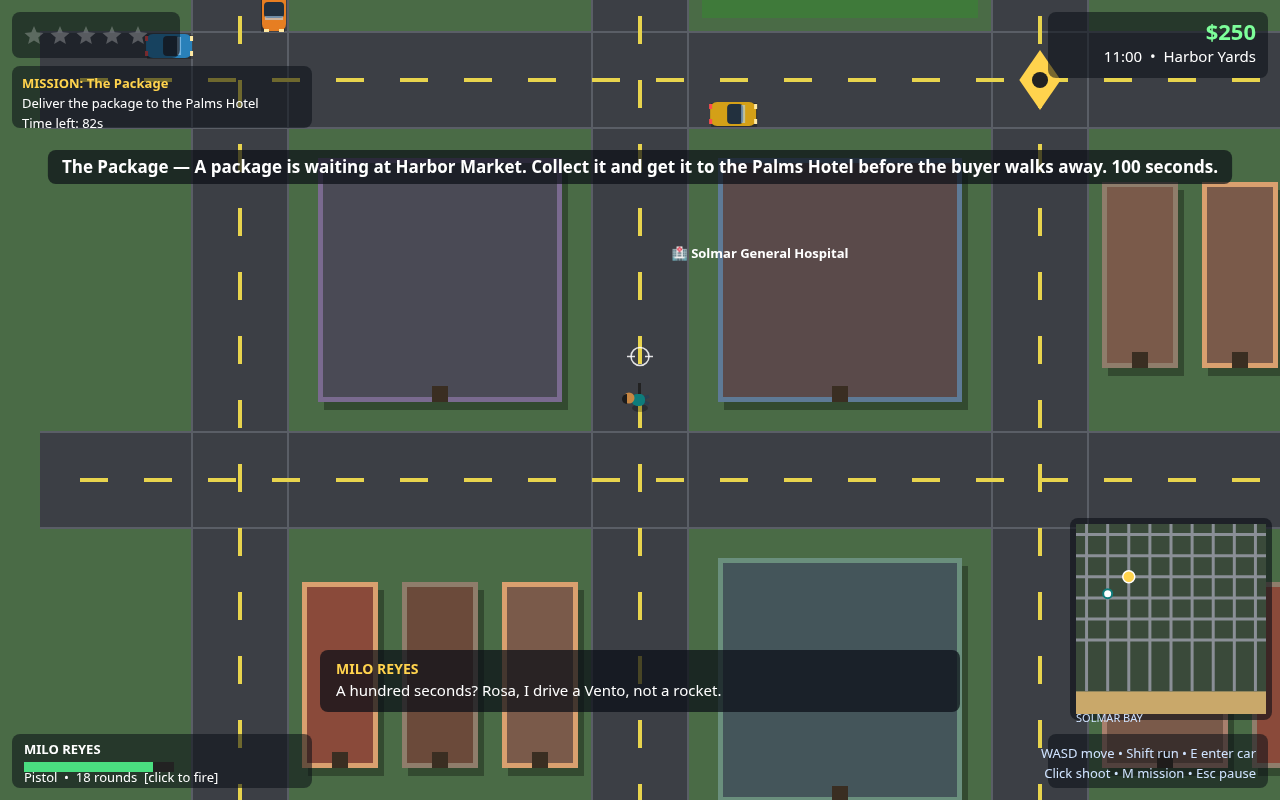 $250
11:00 • Harbor Yards
MISSION: The Package
Deliver the package to the Palms Hotel
Time left: 82s
The Package — A package is waiting at Harbor Market. Collect it and get it to the Palms Hotel before the buyer walks away. 100 seconds.
🏥 Solmar General Hospital
MILO REYES
A hundred seconds? Rosa, I drive a Vento, not a rocket.
SOLMAR BAY
MILO REYES
Pistol • 18 rounds [click to fire]
WASD move • Shift run • E enter car
Click shoot • M mission • Esc pause